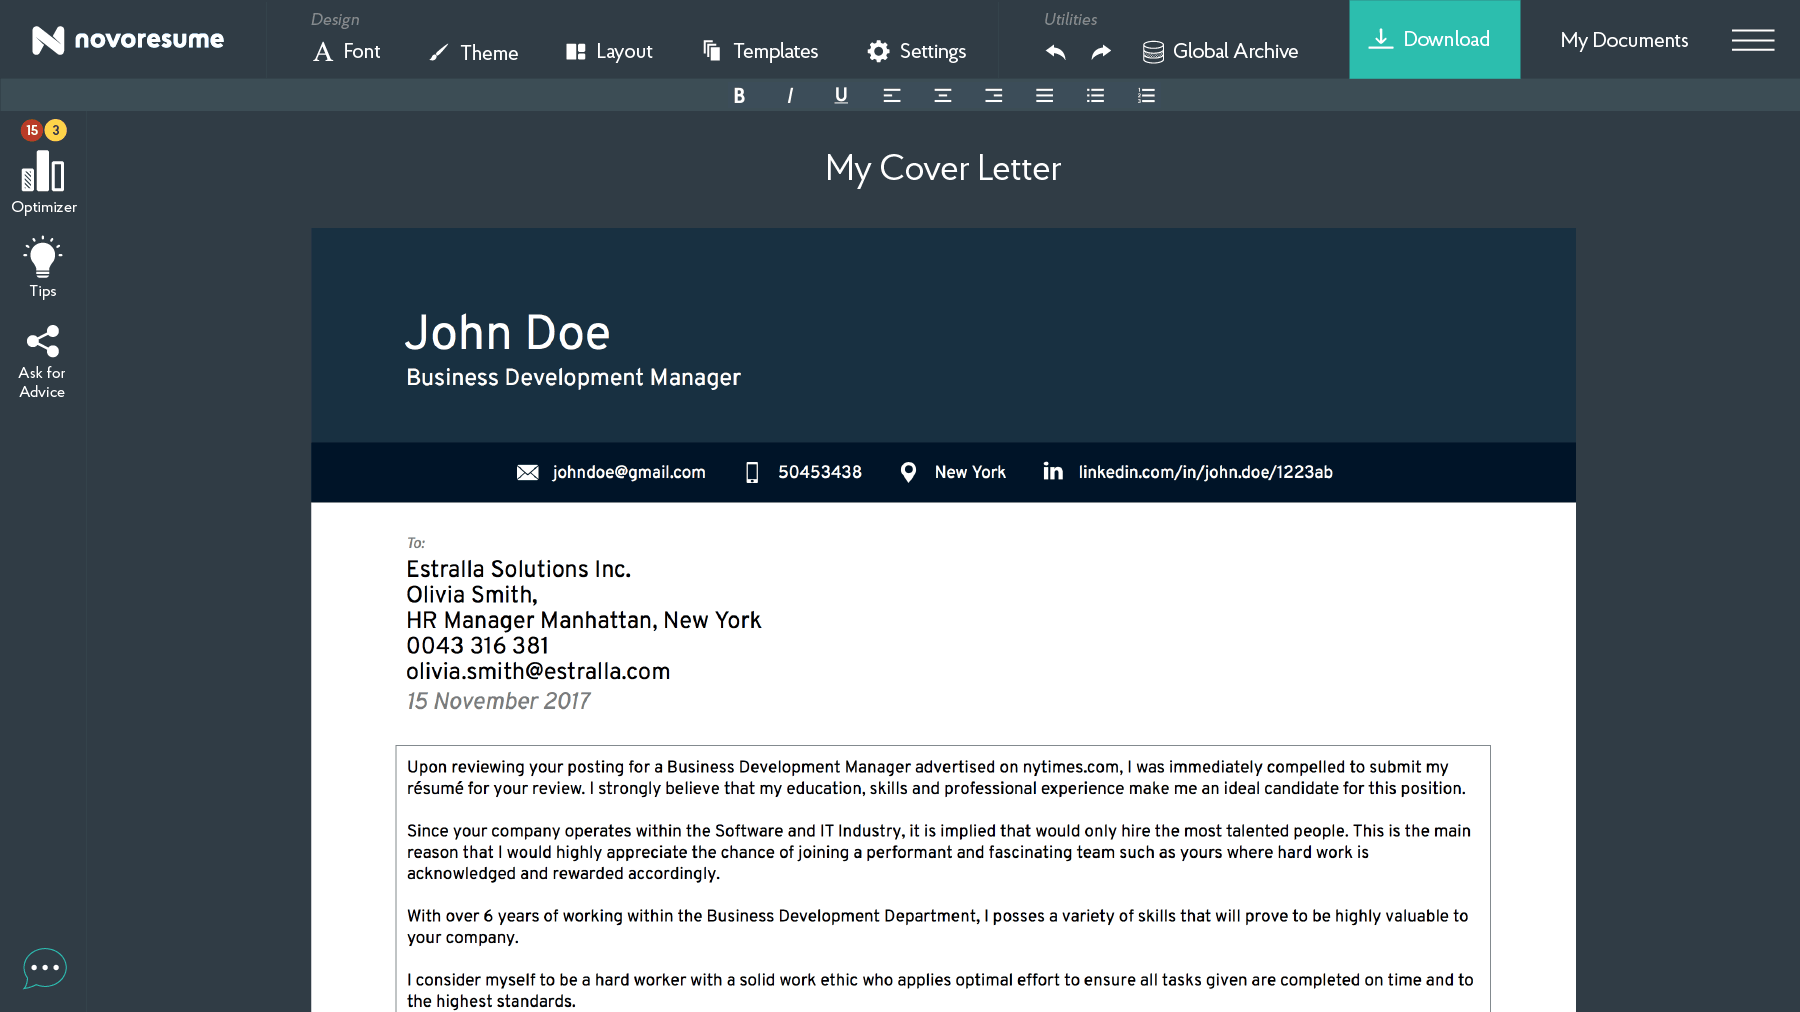 novoresume
Design
Font
Theme
Layout
Templates
Settings
Utilities
Global Archive
Download
My Documents
B I U
15 3
Optimizer
Tips
Ask for
Advice
My Cover Letter
John Doe
Business Development Manager
johndoe@gmail.com
50453438
New York
in linkedin.com/in/john.doe/1223ab
To:
Estralla Solutions Inc.
Olivia Smith,
HR Manager Manhattan, New York
0043 316 381
olivia.smith@estralla.com
15 November 2017
Upon reviewing your posting for a Business Development Manager advertised on nytimes.com, I was immediately compelled to submit my
résumé for your review. I strongly believe that my education, skills and professional experience make me an ideal candidate for this position.
Since your company operates within the Software and IT Industry, it is implied that would only hire the most talented people. This is the main
reason that I would highly appreciate the chance of joining a performant and fascinating team such as yours where hard work is
acknowledged and rewarded accordingly.
With over 6 years of working within the Business Development Department, I posses a variety of skills that will prove to be highly valuable to
your company.
I consider myself to be a hard worker with a solid work ethic who applies optimal effort to ensure all tasks given are completed on time and to
the highest standards.